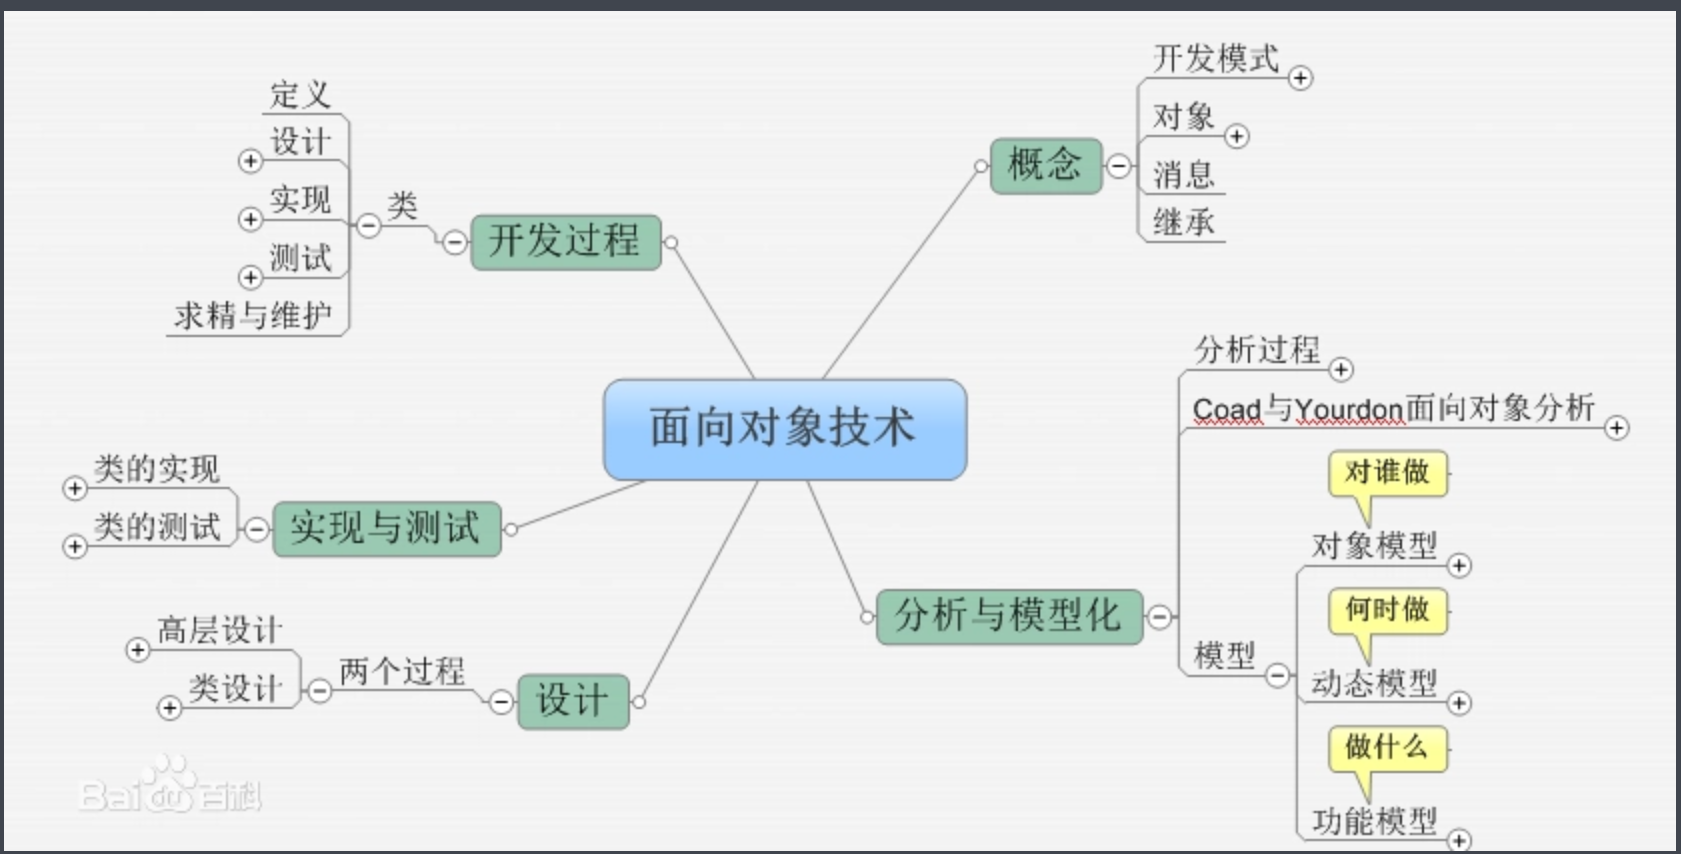 面向对象技术
概念
开发模式
对象
消息
继承
分析与模型化
分析过程
Coad与Yourdon面向对象分析
模型
对谁做
对象模型
何时做
动态模型
做什么
功能模型
开发过程
类
定义
设计
实现
测试
求精与维护
实现与测试
类的实现
类的测试
设计
两个过程
高层设计
类设计
Baidu百科